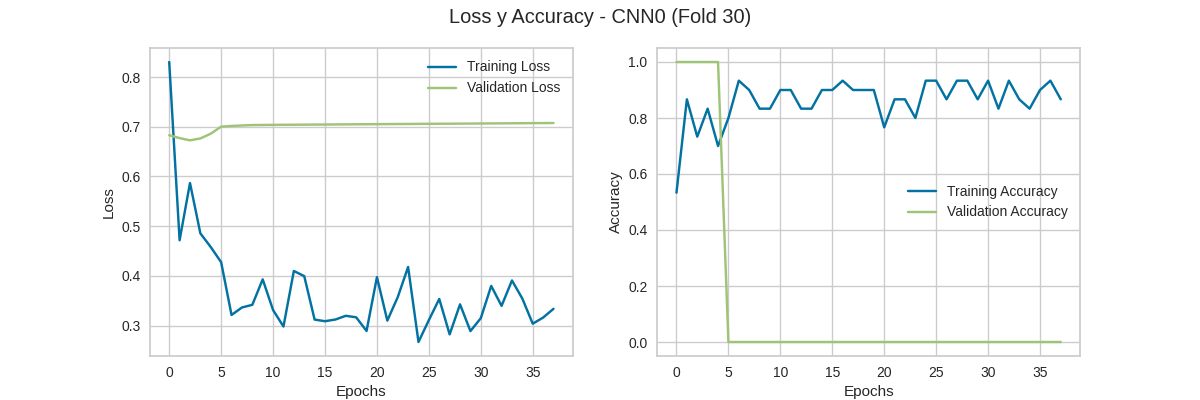 Loss y Accuracy - CNN0 (Fold 30)
Training Loss
Validation Loss
0.8
0.7
0.6
0.5
0.4
0.3
Loss
0 5 10 15 20 25 30 35
Epochs
1.0
0.8
0.6
0.4
0.2
0.0
Accuracy
Training Accuracy
Validation Accuracy
0 5 10 15 20 25 30 35
Epochs